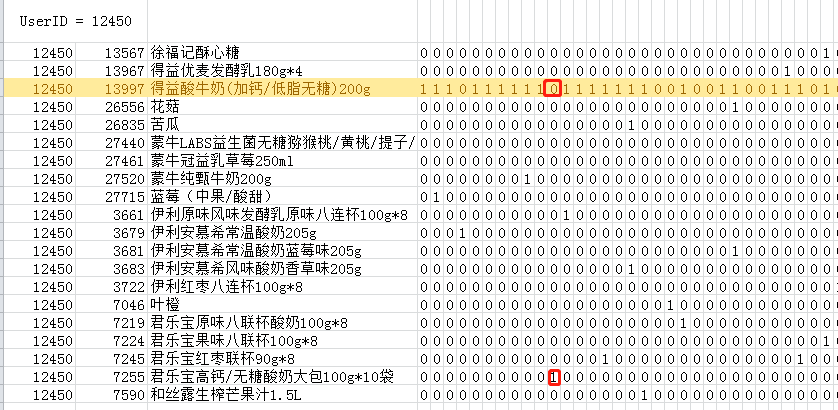 UserID = 12450
12450 13567 徐福记酥心糖 0 0 0 0 0 0 0 0 0 0 0 0 0 0 0 0 0 0 0 0 0 0 0 0 0 0 0 0 0 0 0 1
12450 13967 得益优麦发酵乳180g*4 0 0 0 0 0 0 0 0 0 0 0 0 0 0 0 0 0 0 0 0 0 0 0 0 0 0 0 0 1 0 0 0
12450 13997 得益酸牛奶(加钙/低脂无糖)200g 1 1 1 0 1 1 1 1 1 1 0 1 1 1 1 1 1 1 0 0 1 0 0 1 1 0 0 1 1 1 0 1
12450 26556 花菇 0 0 0 0 0 0 0 0 0 0 0 0 0 0 0 0 0 0 0 0 0 0 0 0 1 0 0 0 0 0 0 0
12450 26835 苦瓜 0 0 0 0 0 0 0 0 0 0 0 0 0 0 0 0 1 0 0 0 0 0 0 0 0 0 0 0 0 0 0 0
12450 27440 蒙牛LABS益生菌无糖猕猴桃/黄桃/提子/ 0 0 0 0 0 0 0 0 0 0 0 0 0 0 0 0 0 0 0 0 0 0 0 0 0 0 0 0 0 0 0 0
12450 27461 蒙牛冠益乳草莓250ml 0 0 0 0 0 0 0 0 0 0 0 0 0 0 0 0 0 0 0 0 0 0 0 0 0 0 0 0 0 0 0 0
12450 27520 蒙牛纯甄牛奶200g 0 0 0 0 0 0 0 0 1 0 0 0 0 0 0 0 0 0 0 0 0 0 0 0 0 0 0 0 0 0 0 0
12450 27715 蓝莓（中果/酸甜） 0 1 0 0 0 0 0 0 0 0 0 0 0 0 0 0 0 0 0 0 0 0 0 0 0 0 0 0 0 0 0 0
12450 3661 伊利原味风味发酵乳原味八连杯100g*8 0 0 0 0 0 0 0 0 0 0 0 1 0 0 0 0 0 0 0 0 0 0 0 0 0 0 0 0 0 0 0 0
12450 3679 伊利安慕希常温酸奶205g 0 0 0 1 0 0 0 0 0 0 0 0 0 0 0 0 0 0 0 0 0 0 0 0 0 0 0 0 0 0 0 0
12450 3681 伊利安慕希常温酸奶蓝莓味205g 0 0 0 0 0 0 0 0 0 0 0 0 0 0 0 0 0 0 0 0 0 0 0 0 1 0 0 0 0 0 0 0
12450 3683 伊利安慕希风味酸奶香草味205g 0 0 0 0 0 0 0 0 0 0 0 0 0 0 0 0 1 0 0 0 0 0 0 0 0 0 0 0 0 0 0 0
12450 3722 伊利红枣八连杯100g*8 0 0 0 0 0 0 0 0 0 0 0 0 0 0 0 0 0 0 0 0 0 0 0 0 0 0 0 0 0 0 0 0
12450 7046 叶橙 0 0 0 0 0 0 0 0 0 0 0 0 0 0 0 0 0 0 0 1 0 0 0 0 0 0 0 0 0 0 0 0
12450 7219 君乐宝原味八联杯酸奶100g*8 0 0 0 0 0 0 0 0 0 0 0 0 0 0 0 0 0 0 0 0 1 0 0 0 0 0 0 0 0 0 0 0
12450 7224 君乐宝果味八联杯100g*8 0 0 0 0 0 0 0 0 0 0 0 0 0 0 0 0 0 0 0 0 0 0 0 0 0 0 0 0 0 0 0 1
12450 7245 君乐宝红枣联杯90g*8 0 0 0 0 0 0 0 0 0 0 0 0 0 0 1 0 0 0 0 0 0 0 0 0 0 0 0 0 0 1 0 0
12450 7255 君乐宝高钙/无糖酸奶大包100g*10袋 0 0 0 0 0 0 0 0 0 0 1 0 0 0 0 0 0 0 0 0 0 0 0 0 0 0 0 0 0 0 0 0
12450 7590 和丝露生榨芒果汁1.5L 0 0 0 0 0 0 0 0 0 0 0 0 0 0 0 0 0 1 0 0 0 0 0 0 0 0 0 0 0 0 0 0